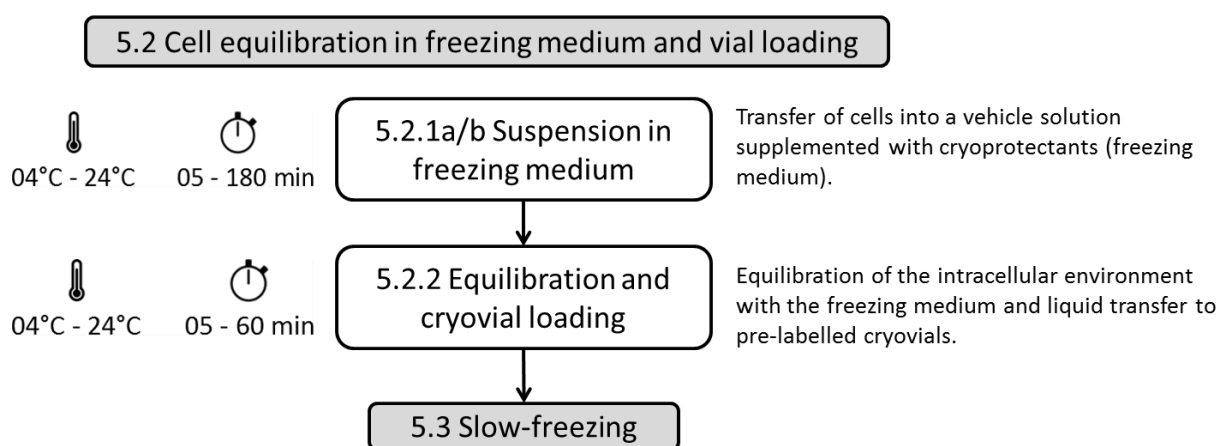 5.2 Cell equilibration in freezing medium and vial loading
04°C - 24°C
05 - 180 min
5.2.1a/b Suspension in
freezing medium
Transfer of cells into a vehicle solution
supplemented with cryoprotectants (freezing
medium).
04°C - 24°C
05 - 60 min
5.2.2 Equilibration and
cryovial loading
Equilibration of the intracellular environment
with the freezing medium and liquid transfer to
pre-labelled cryovials.
5.3 Slow-freezing